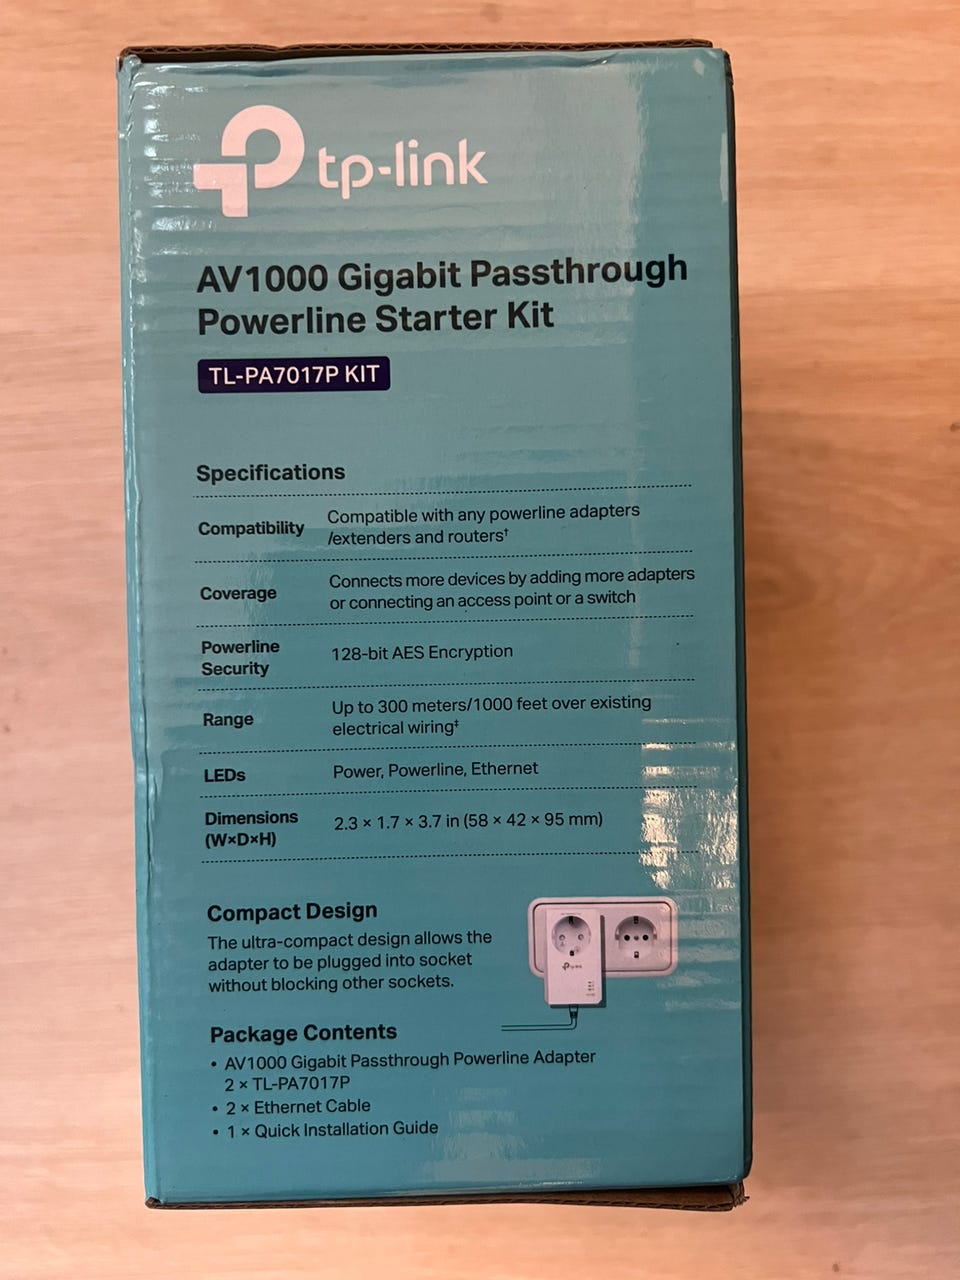 tp-link
AV1000 Gigabit Passthrough
Powerline Starter Kit
TL-PA7017P KIT
Specifications
Compatibility
Compatible with any powerline adapters
/extenders and routers†
Coverage
Connects more devices by adding more adapters
or connecting an access point or a switch
Powerline
Security
128-bit AES Encryption
Range
Up to 300 meters/1000 feet over existing
electrical wiring‡
LEDs
Power, Powerline, Ethernet
Dimensions
(W×D×H)
2.3 × 1.7 × 3.7 in (58 × 42 × 95 mm)
Compact Design
The ultra-compact design allows the
adapter to be plugged into socket
without blocking other sockets.
tp-link
Package Contents
• AV1000 Gigabit Passthrough Powerline Adapter
2 × TL-PA7017P
• 2 × Ethernet Cable
• 1 × Quick Installation Guide